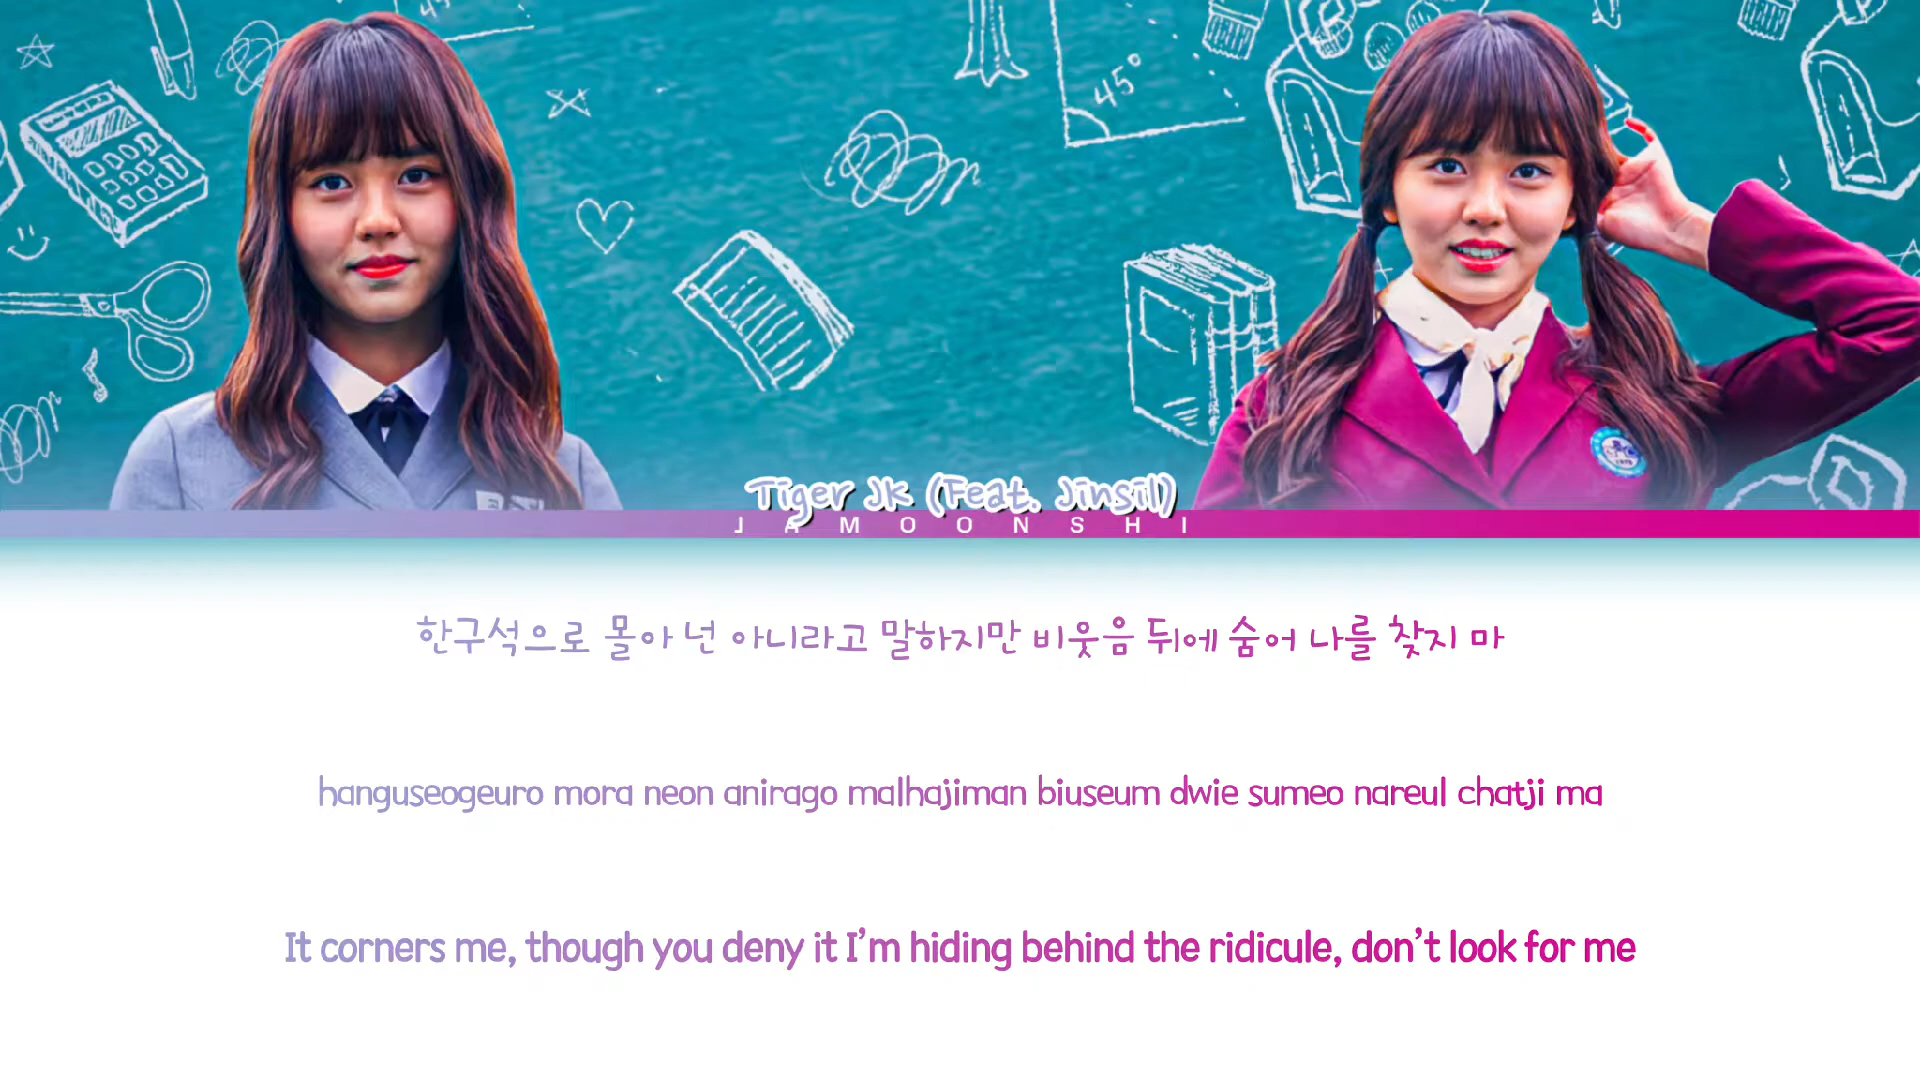 45°
45°
Tiger JK (Feat. Jinsil)
JAMOONSHI
한구석으로 몰아 넌 아니라고 말하지만 비웃음 뒤에 숨어 나를 찾지 마
hanguseogeuro mora neon anirago malhajiman biuseum dwie sumeo nareul chatji ma
It corners me, though you deny it I’m hiding behind the ridicule, don’t look for me